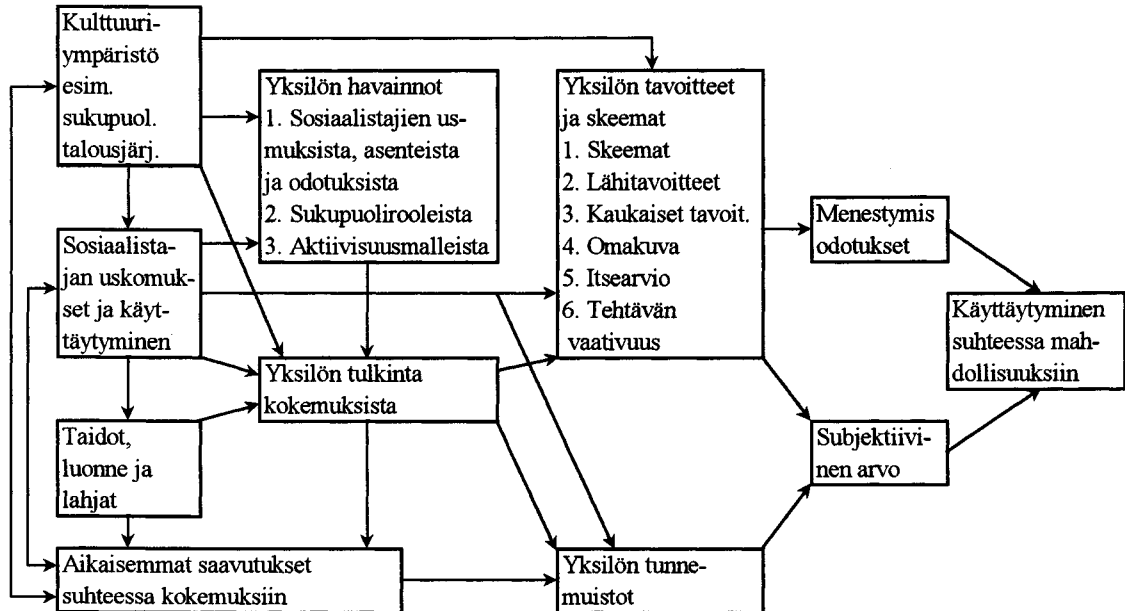 Kulttuuri-
ympäristö
esim.
sukupuol.
talousjärj.
Yksilön havainnot
1. Sosiaalistajien us-
muksista, asenteista
ja odotuksista
2. Sukupuolirooleista
3. Aktiivisuusmalleista
Yksilön tavoitteet
ja skeemat
1. Skeemat
2. Lähitavoitteet
3. Kaukaiset tavoit.
4. Omakuva
5. Itsearvio
6. Tehtävän
vaativuus
Menestymis
odotukset
Sosiaalista-
jan uskomuk-
set ja käyt-
täytyminen
Käyttäytyminen
suhteessa mah-
dollisuuksiin
Yksilön tulkinta
kokemuksista
Taidot,
luonne ja
lahjat
Subjektiivi-
nen arvo
Aikaisemmat saavutukset
suhteessa kokemuksiin
Yksilön tunne-
muistot